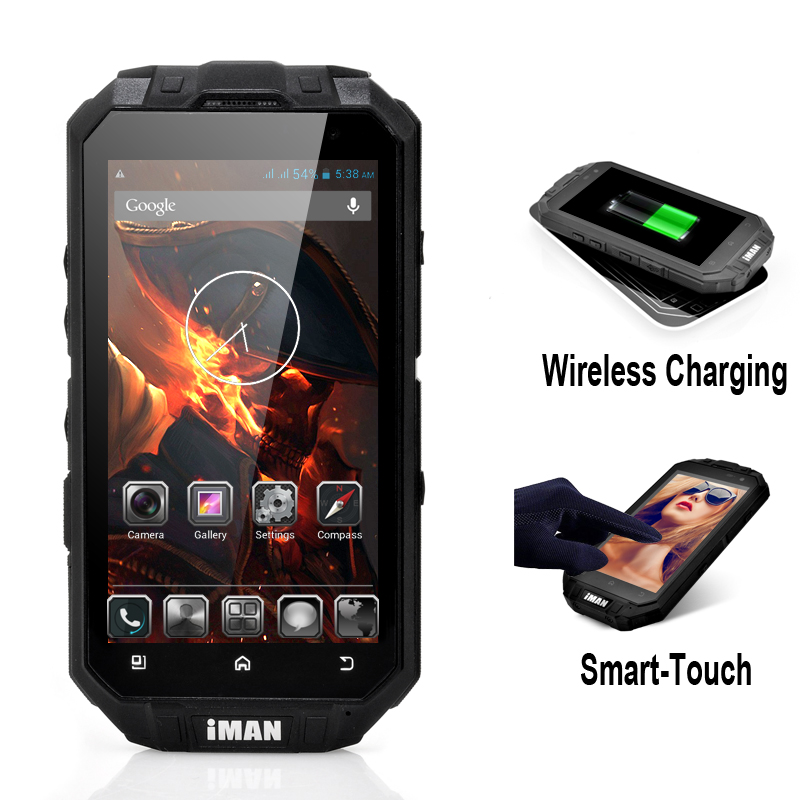 54% 5:38 AM
Google
N
Camera Gallery Settings Compass
iMAN
iMAN
Wireless Charging
iMAN
Smart-Touch